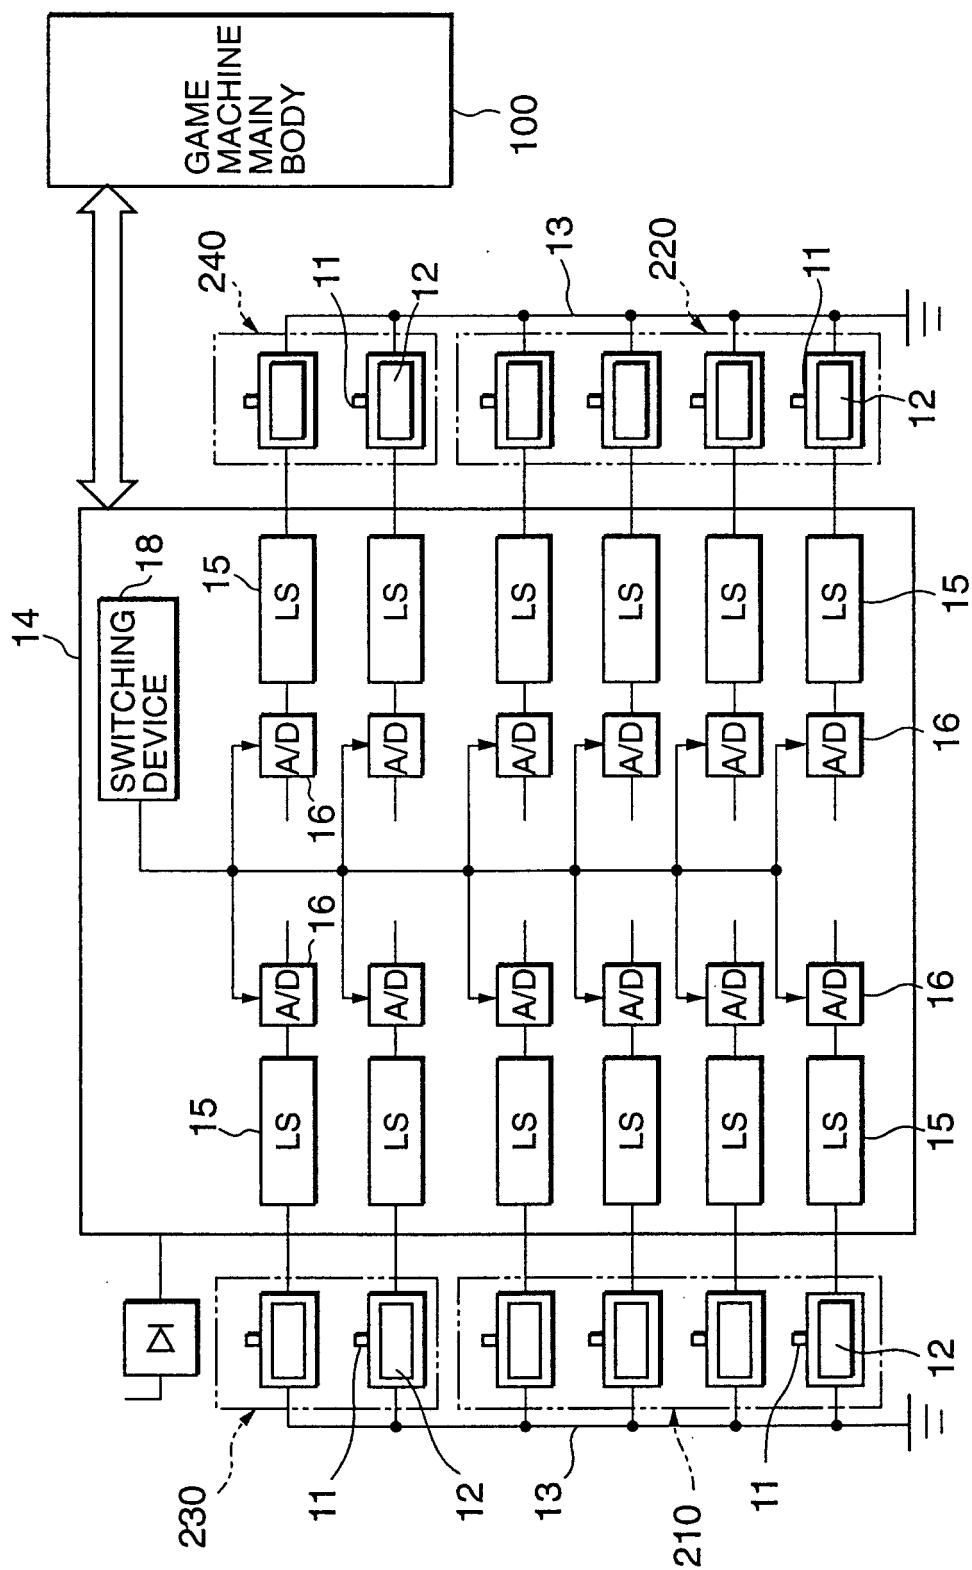 GAME
MACHINE
MAIN
BODY
100
14
SWITCHING
DEVICE
18
240
11
12
13
220
11
12
15
LS
LS
LS
LS
LS
LS
15
A/D
A/D
A/D
A/D
A/D
A/D
16
16
16
A/D
A/D
A/D
A/D
A/D
A/D
16
15
LS
LS
LS
LS
LS
LS
15
230
11
12
13
210
11
12